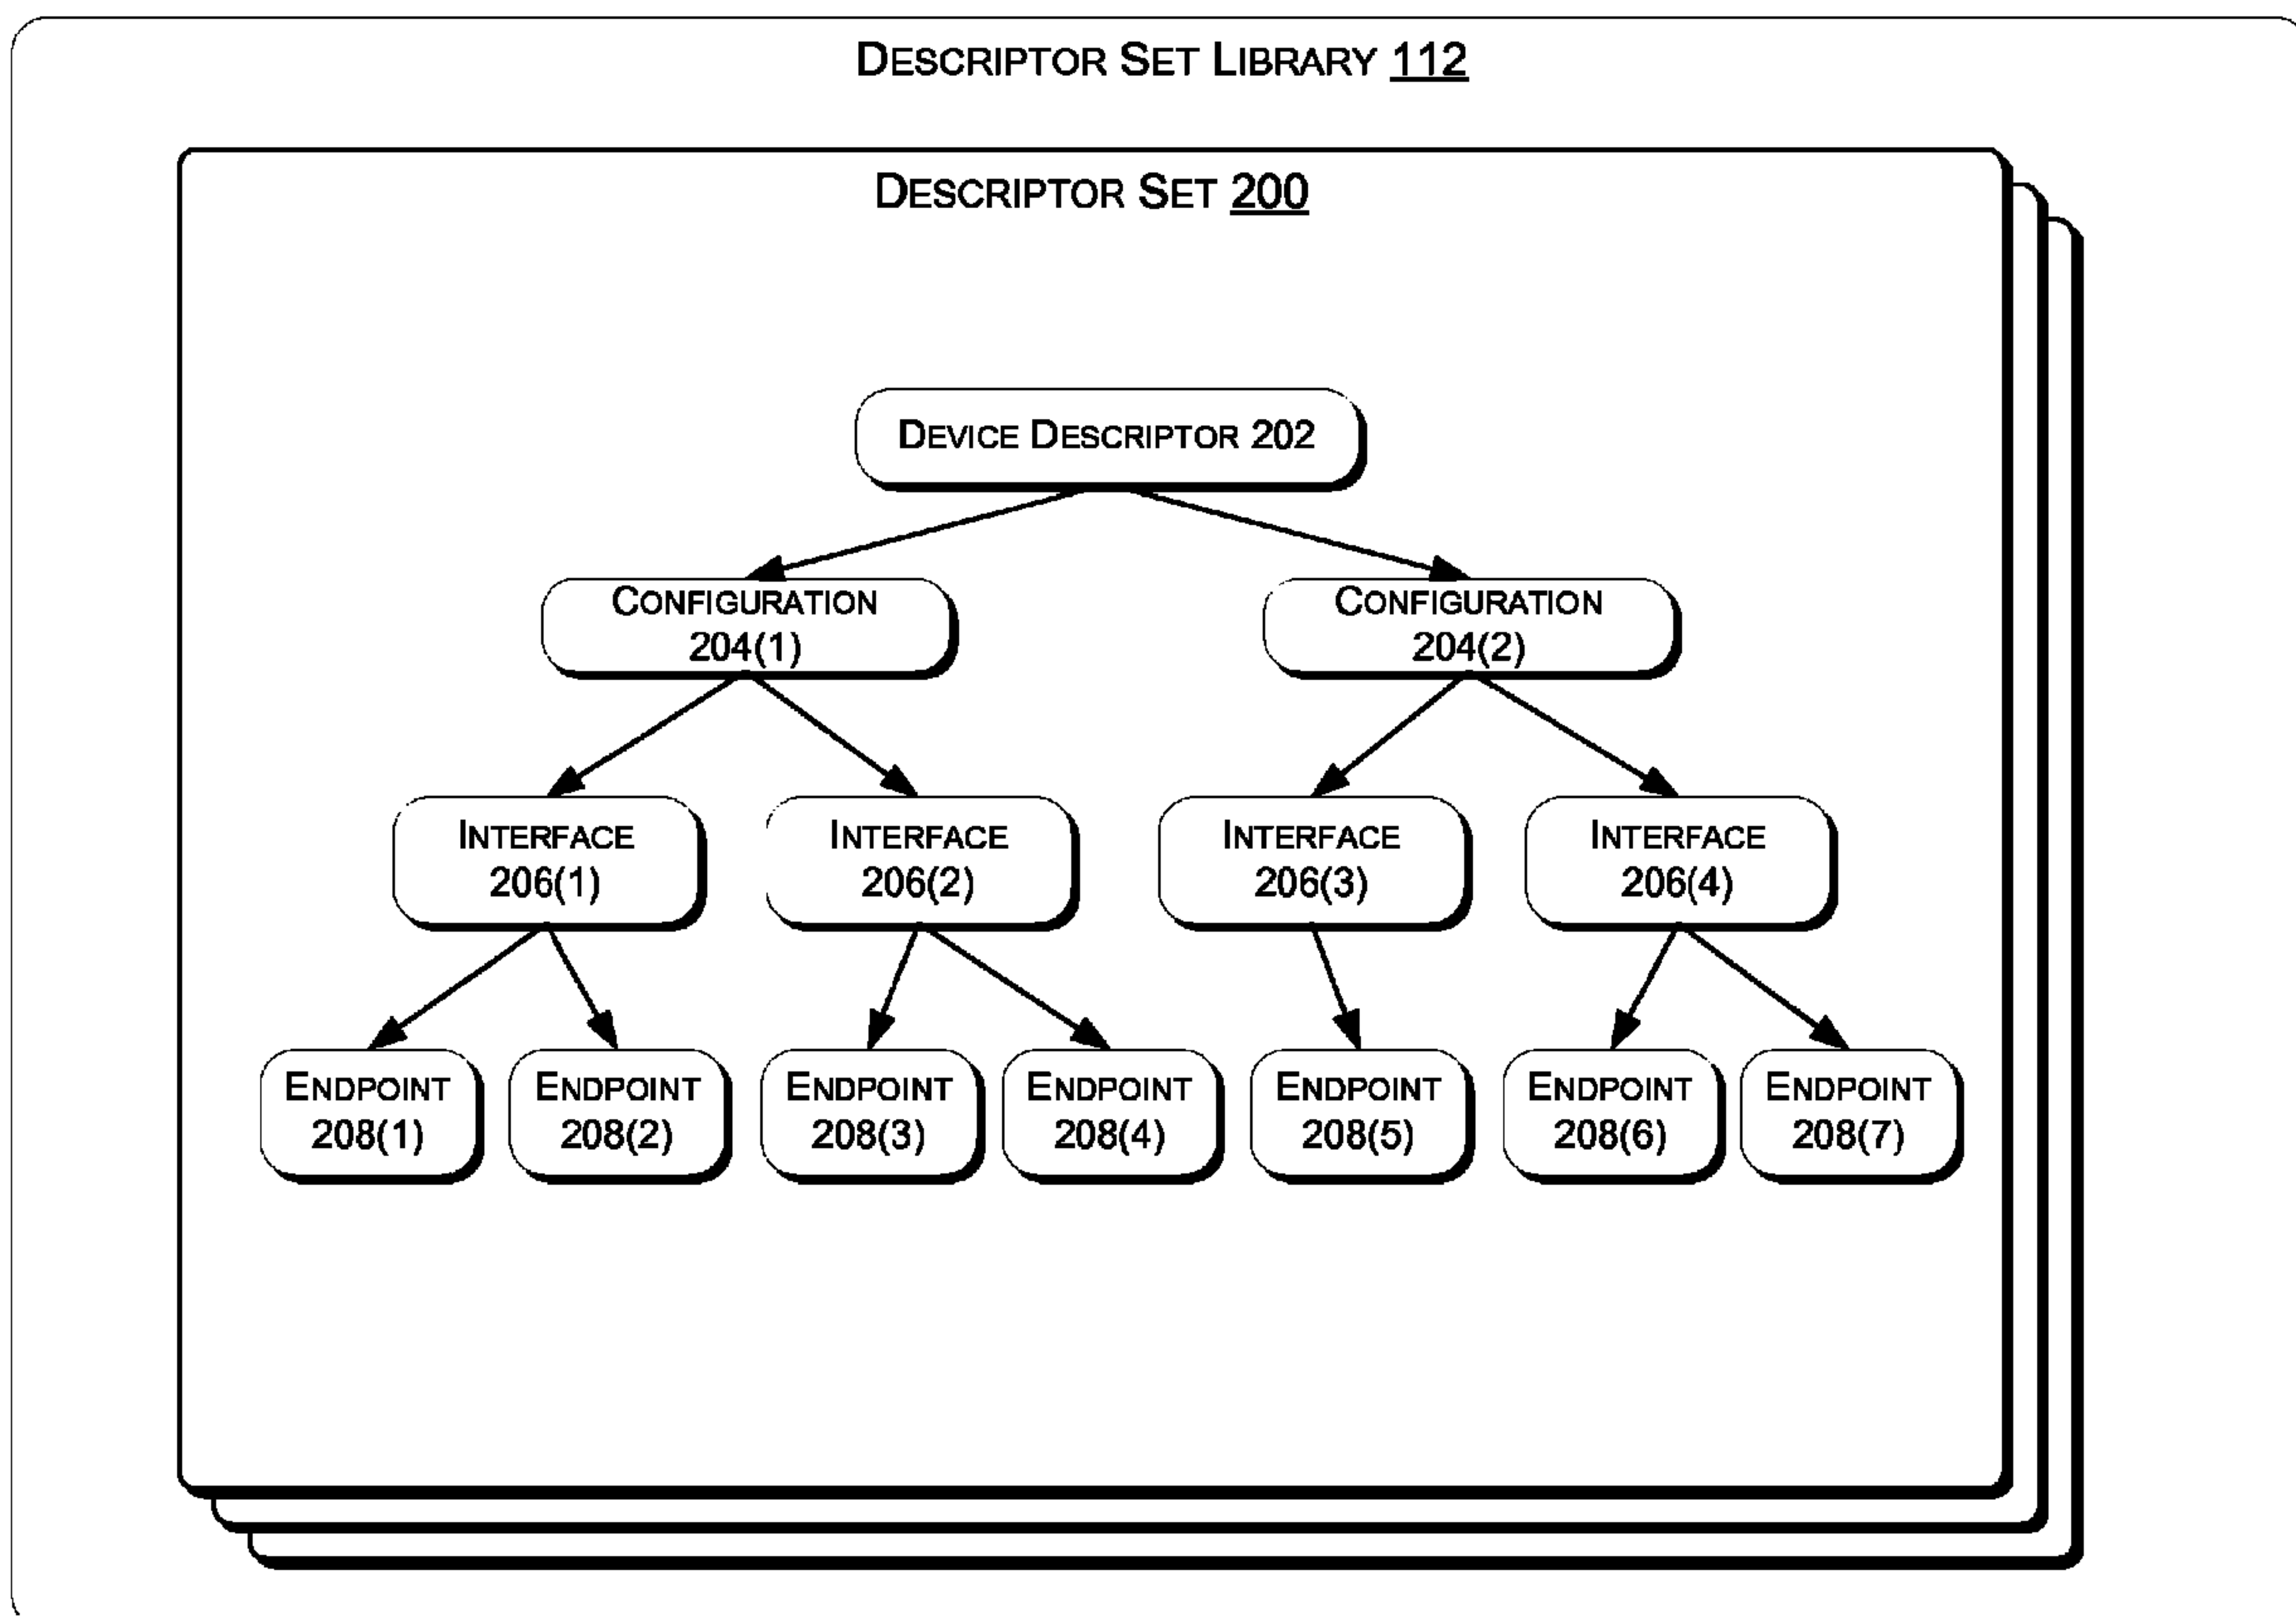 DESCRIPTOR SET LIBRARY 112
DESCRIPTOR SET 200
DEVICE DESCRIPTOR 202
CONFIGURATION
204(1)
CONFIGURATION
204(2)
INTERFACE
206(1)
INTERFACE
206(2)
INTERFACE
206(3)
INTERFACE
206(4)
ENDPOINT
208(1)
ENDPOINT
208(2)
ENDPOINT
208(3)
ENDPOINT
208(4)
ENDPOINT
208(5)
ENDPOINT
208(6)
ENDPOINT
208(7)